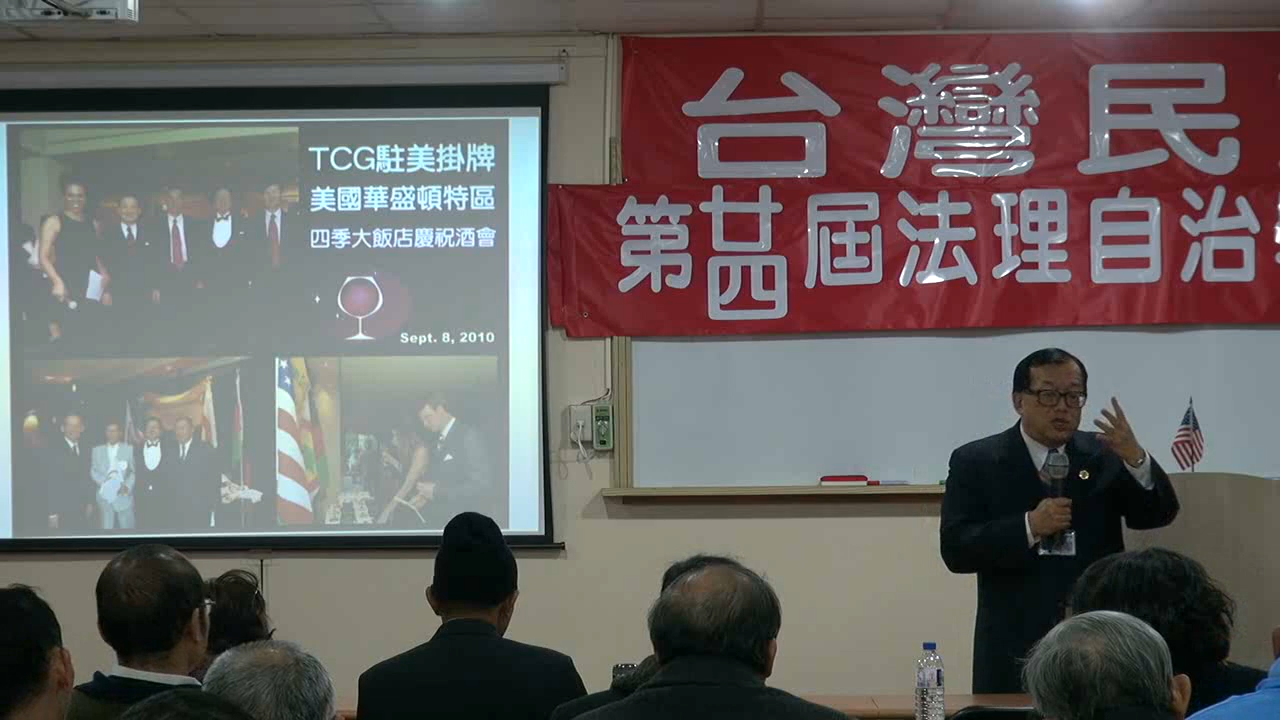 TCG駐美掛牌
美國華盛頓特區
四季大飯店慶祝酒會
Sept. 8, 2010
台灣民
第廿四屆法理自治